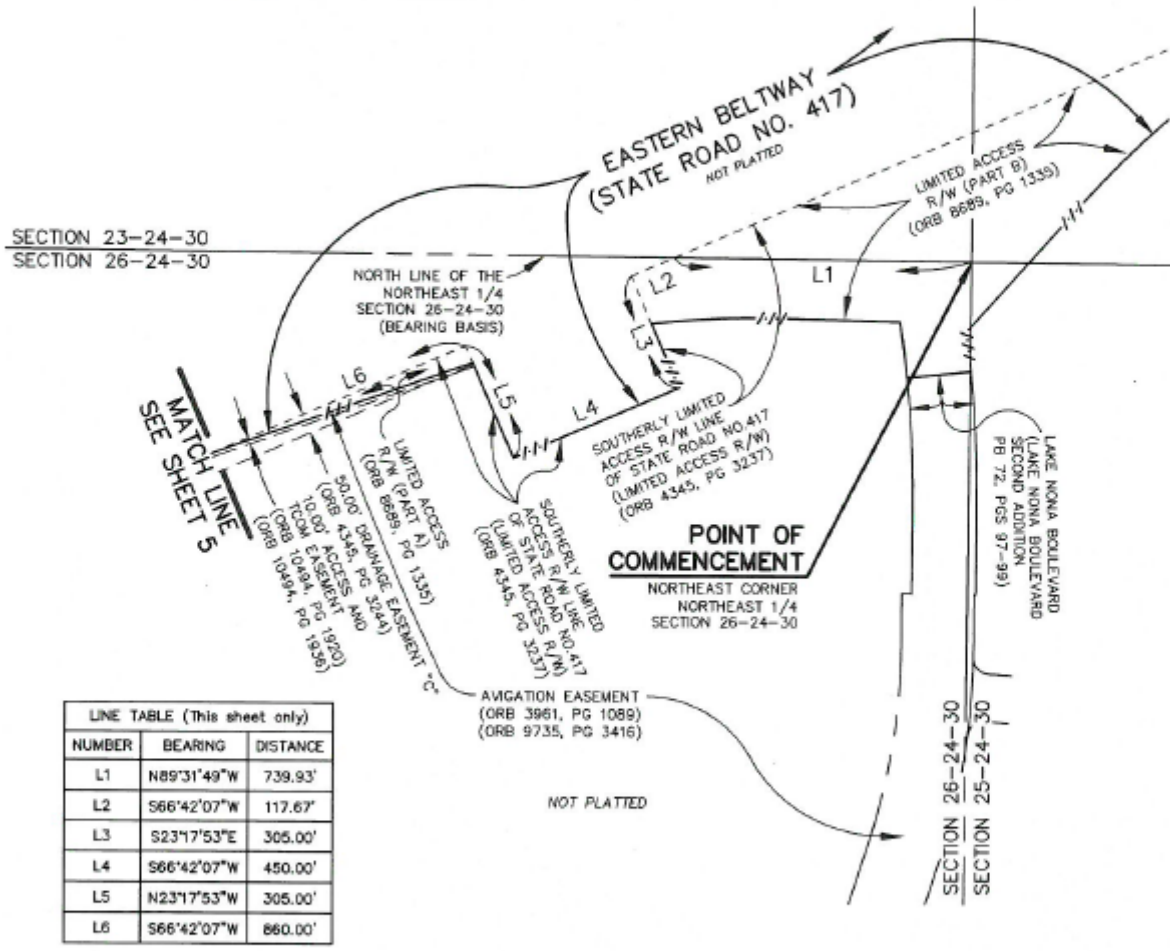 EASTERN BELTWAY
(STATE ROAD NO. 417)
NOT PLATTED
LIMITED ACCESS
R/W (PART B)
(ORB 8689, PG 1335)
SECTION 23-24-30
SECTION 26-24-30
NORTH LINE OF THE
NORTHEAST 1/4
SECTION 26-24-30
(BEARING BASIS)
L1
L2
L3
L4
L5
L6
MATCH LINE
SEE SHEET 5
SOUTHERLY LIMITED
ACCESS R/W LINE
OF STATE ROAD NO.417
(LIMITED ACCESS R/W)
(ORB 4345, PG 3237)
LIMITED ACCESS
R/W (PART A)
(ORB 8689, PG 1335)
50.00' DRAINAGE EASEMENT "C"
(ORB 4345, PG 3244)
10.00' ACCESS AND
TCOM EASEMENT
(ORB 10494, PG 1920)
(ORB 10494, PG 1936)
SOUTHERLY LIMITED
ACCESS R/W LINE
OF STATE ROAD NO.417
(LIMITED ACCESS R/W)
(ORB 4345, PG 3237)
POINT OF
COMMENCEMENT
NORTHEAST CORNER
NORTHEAST 1/4
SECTION 26-24-30
LAKE NONA BOULEVARD
(LAKE NONA BOULEVARD
SECOND ADDITION
PB 72, PGS 97-99)
AVIGATION EASEMENT
(ORB 3961, PG 1089)
(ORB 9735, PG 3416)
NOT PLATTED
SECTION 26-24-30
SECTION 25-24-30
LINE TABLE (This sheet only)
NUMBER BEARING DISTANCE
L1 N89°31'49"W 739.93'
L2 S66°42'07"W 117.67'
L3 S23°17'53"E 305.00'
L4 S66°42'07"W 450.00'
L5 N23°17'53"W 305.00'
L6 S66°42'07"W 860.00'